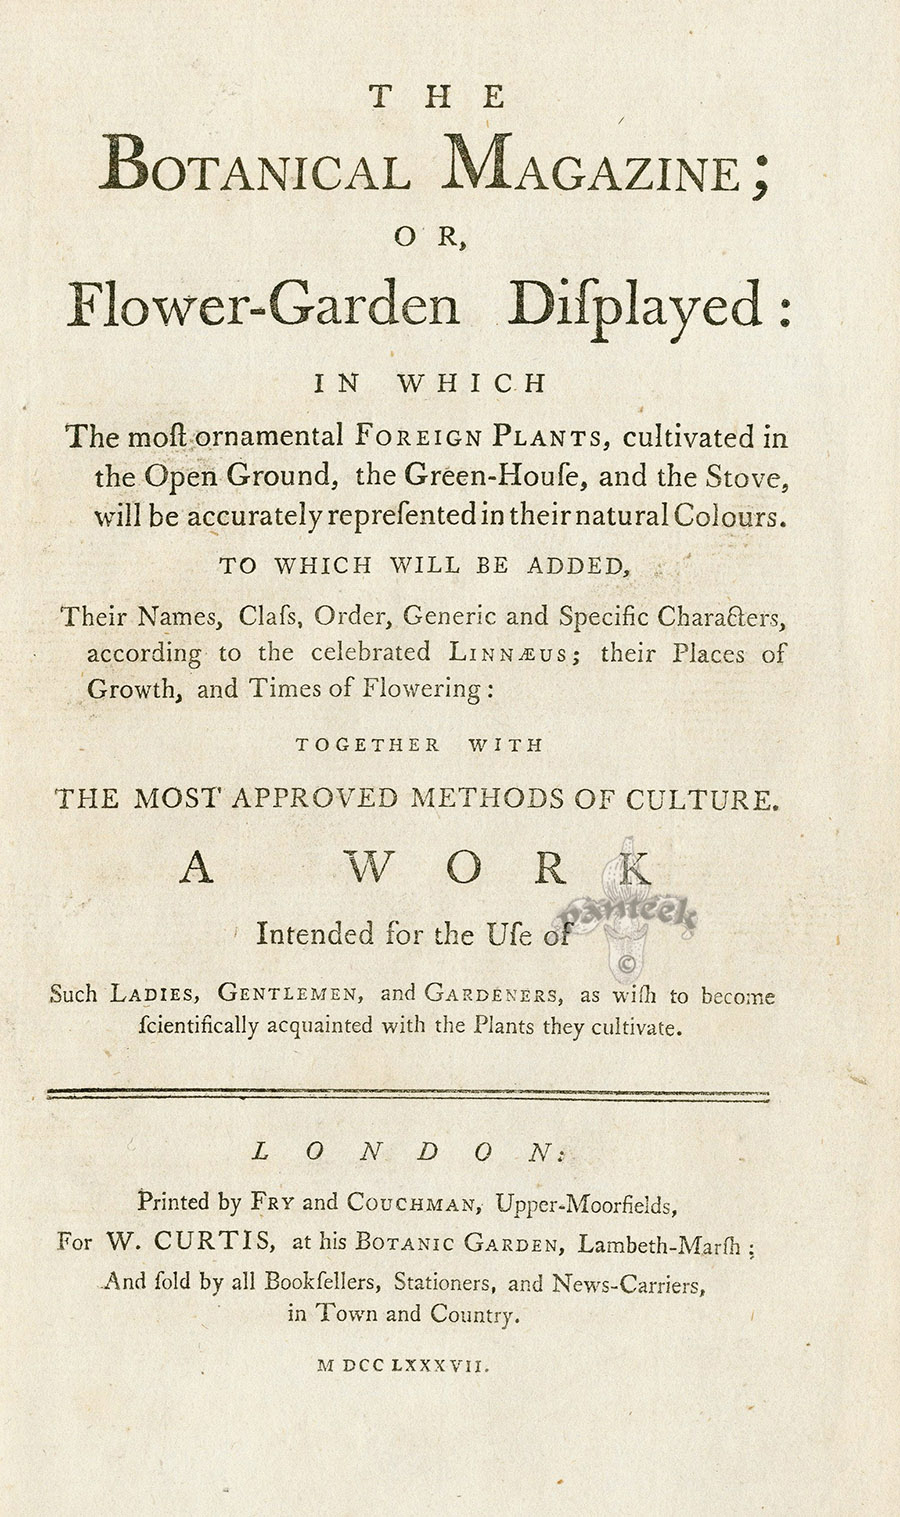 T H E
BOTANICAL MAGAZINE;
O R,
Flower-Garden Diſplayed:
I N W H I C H
The moſt ornamental FOREIGN PLANTS, cultivated in
the Open Ground, the Green-Houſe, and the Stove,
will be accurately repreſented in their natural Colours.
TO WHICH WILL BE ADDED,
Their Names, Claſs, Order, Generic and Specific Characters,
according to the celebrated LINNÆUS; their Places of
Growth, and Times of Flowering:
TOGETHER WITH
THE MOST APPROVED METHODS OF CULTURE.
A W O R K
panteek
Intended for the Uſe of
©
Such LADIES, GENTLEMEN, and GARDENERS, as wiſh to become
ſcientifically acquainted with the Plants they cultivate.
L O N D O N:
Printed by FRY and COUCHMAN, Upper-Moorfields,
For W. CURTIS, at his BOTANIC GARDEN, Lambeth-Marſh;
And ſold by all Bookſellers, Stationers, and News-Carriers,
in Town and Country.
M DCC LXXXVII.